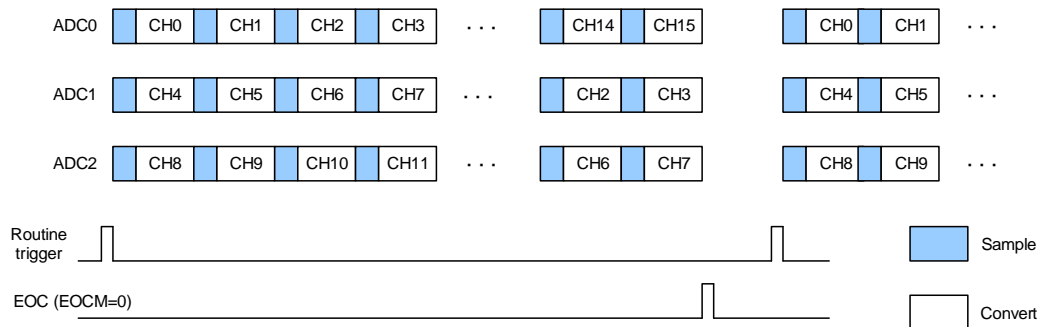 ADC0 CH0 CH1 CH2 CH3 . . . CH14 CH15 CH0 CH1 . . .
ADC1 CH4 CH5 CH6 CH7 . . . CH2 CH3 CH4 CH5 . . .
ADC2 CH8 CH9 CH10 CH11 . . . CH6 CH7 CH8 CH9 . . .
Routine
trigger
Sample
EOC (EOCM=0)
Convert